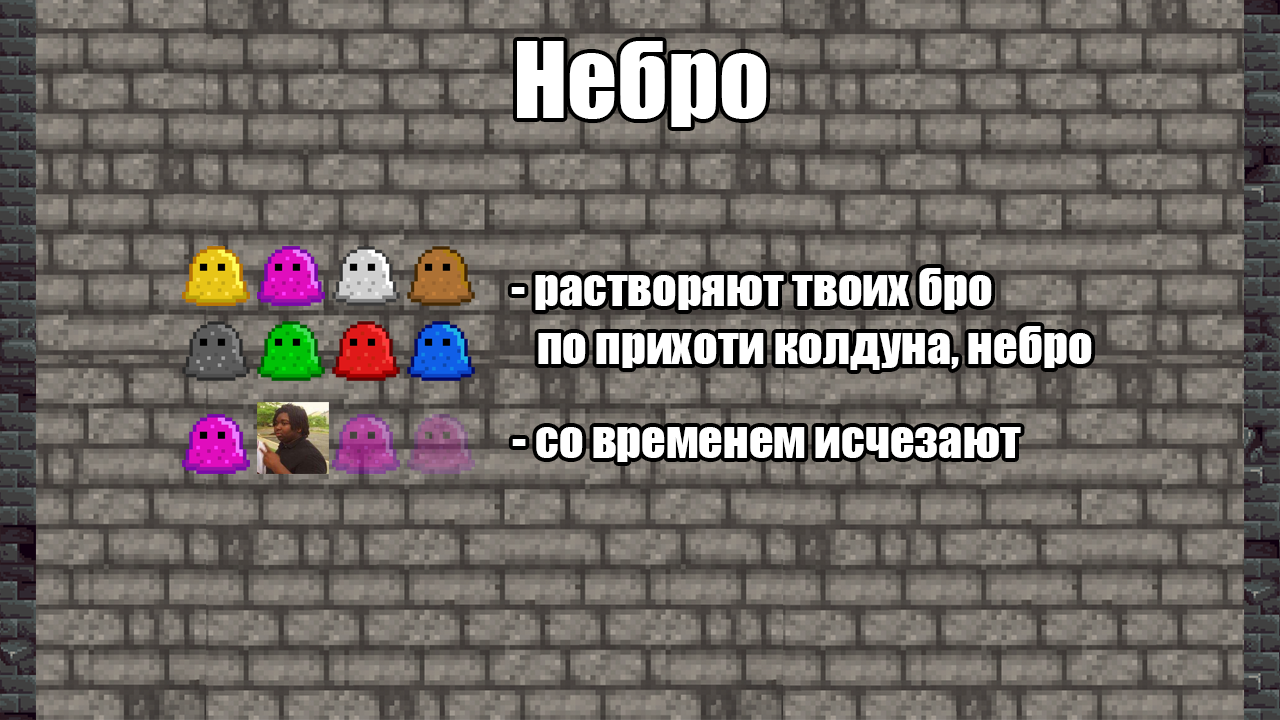 Небро
- растворяют твоих бро
по прихоти колдуна, небро
- со временем исчезают